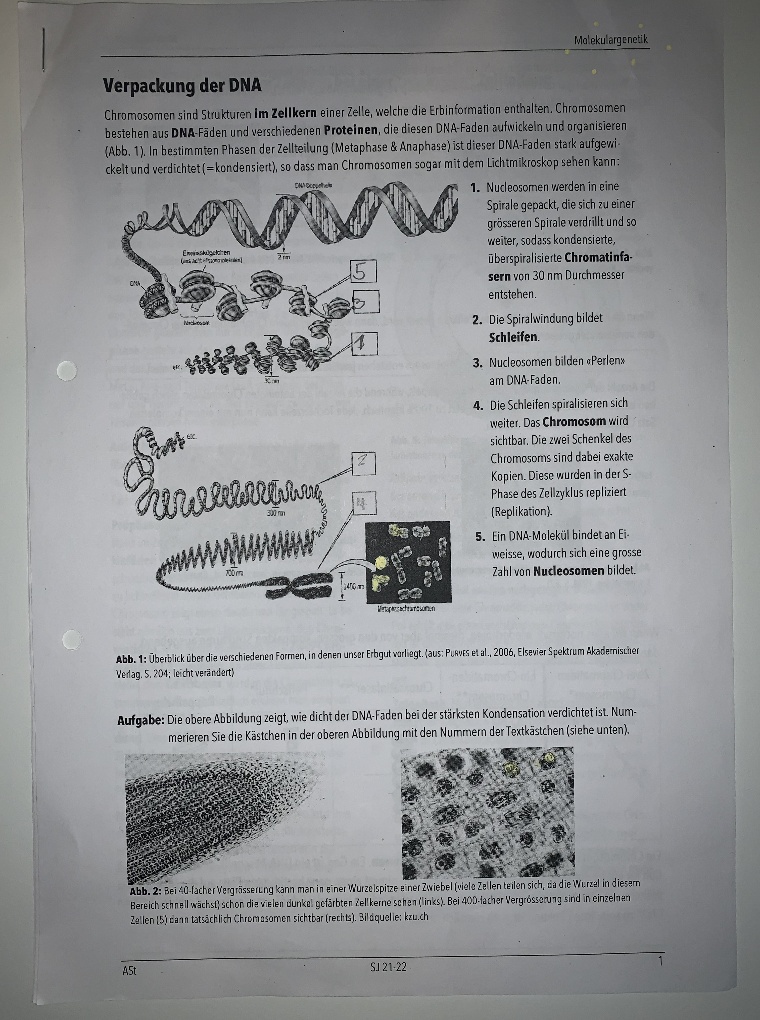 Molekulargenetik
Verpackung der DNA
Chromosomen sind Strukturen im Zellkern einer Zelle, welche die Erbinformation enthalten. Chromosomen
bestehen aus DNA-Fäden und verschiedenen Proteinen, die diesen DNA-Faden aufwickeln und organisieren
(Abb. 1). In bestimmten Phasen der Zellteilung (Metaphase & Anaphase) ist dieser DNA-Faden stark aufgewi-
ckelt und verdichtet (=kondensiert), so dass man Chromosomen sogar mit dem Lichtmikroskop sehen kann:
DNA-Doppelhelix
2 nm
DNA
Nucleosom
5
3
1
etc.
30 nm
etc.
2
300 nm
4
700 nm
1400 nm
Metaphasechromosomen
1. Nucleosomen werden in eine
Spirale gepackt, die sich zu einer
grösseren Spirale verdrillt und so
weiter, sodass kondensierte,
überspiralisierte Chromatinfa-
sern von 30 nm Durchmesser
entstehen.
2. Die Spiralwindung bildet
Schleifen.
3. Nucleosomen bilden «Perlen»
am DNA-Faden.
4. Die Schleifen spiralisieren sich
weiter. Das Chromosom wird
sichtbar. Die zwei Schenkel des
Chromosoms sind dabei exakte
Kopien. Diese wurden in der S-
Phase des Zellzyklus repliziert
(Replikation).
5. Ein DNA-Molekül bindet an Ei-
weisse, wodurch sich eine grosse
Zahl von Nucleosomen bildet.
Abb. 1: Überblick über die verschiedenen Formen, in denen unser Erbgut vorliegt. (aus: PURVES et al., 2006, Elsevier Spektrum Akademischer
Verlag. S. 204; leicht verändert)
Aufgabe: Die obere Abbildung zeigt, wie dicht der DNA-Faden bei der stärksten Kondensation verdichtet ist. Num-
merieren Sie die Kästchen in der oberen Abbildung mit den Nummern der Textkästchen (siehe unten).
Abb. 2: Bei 40-facher Vergrösserung kann man in einer Wurzelspitze einer Zwiebel (viele Zellen teilen sich, da die Wurzel in diesem
Bereich schnell wächst) schon die vielen dunkel gefärbten Zellkerne sehen (links). Bei 400-facher Vergrösserung sind in einzelnen
Zellen (5) dann tatsächlich Chromosomen sichtbar (rechts). Bildquelle: kzu.ch
ASt
SJ 21-22
1